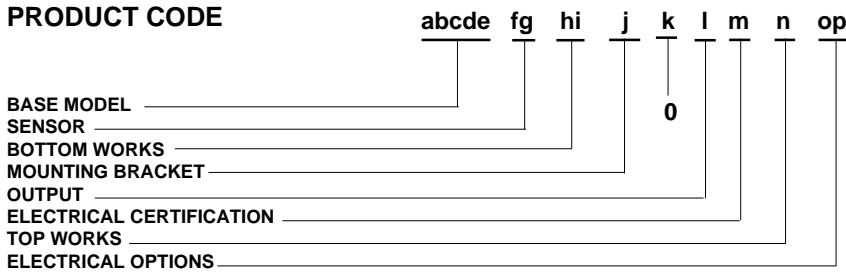 PRODUCT CODE abcde fg hi j k l m n op
BASE MODEL 0
SENSOR
BOTTOM WORKS
MOUNTING BRACKET
OUTPUT
ELECTRICAL CERTIFICATION
TOP WORKS
ELECTRICAL OPTIONS